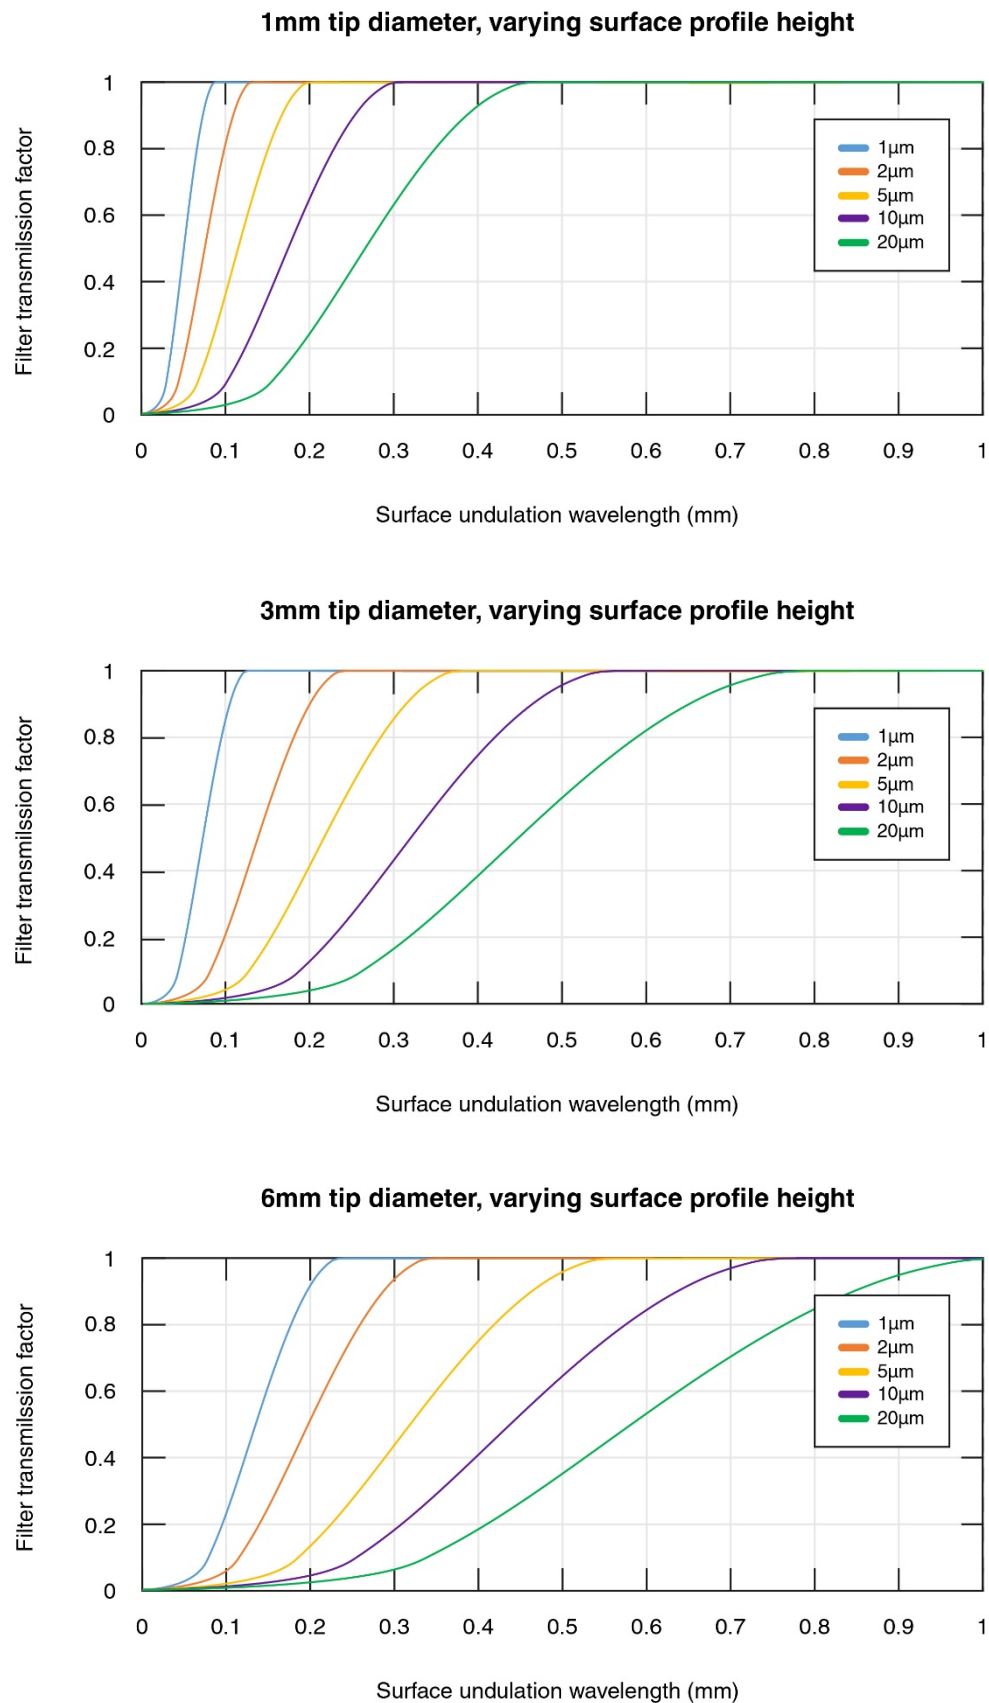 1mm tip diameter, varying surface profile height
Filter transmilssion factor
1
0.8
0.6
0.4
0.2
0
1µm
2µm
5µm
10µm
20µm
0 0.1 0.2 0.3 0.4 0.5 0.6 0.7 0.8 0.9 1
Surface undulation wavelength (mm)
3mm tip diameter, varying surface profile height
Filter transmilssion factor
1
0.8
0.6
0.4
0.2
0
1µm
2µm
5µm
10µm
20µm
0 0.1 0.2 0.3 0.4 0.5 0.6 0.7 0.8 0.9 1
Surface undulation wavelength (mm)
6mm tip diameter, varying surface profile height
Filter transmilssion factor
1
0.8
0.6
0.4
0.2
0
1µm
2µm
5µm
10µm
20µm
0 0.1 0.2 0.3 0.4 0.5 0.6 0.7 0.8 0.9 1
Surface undulation wavelength (mm)